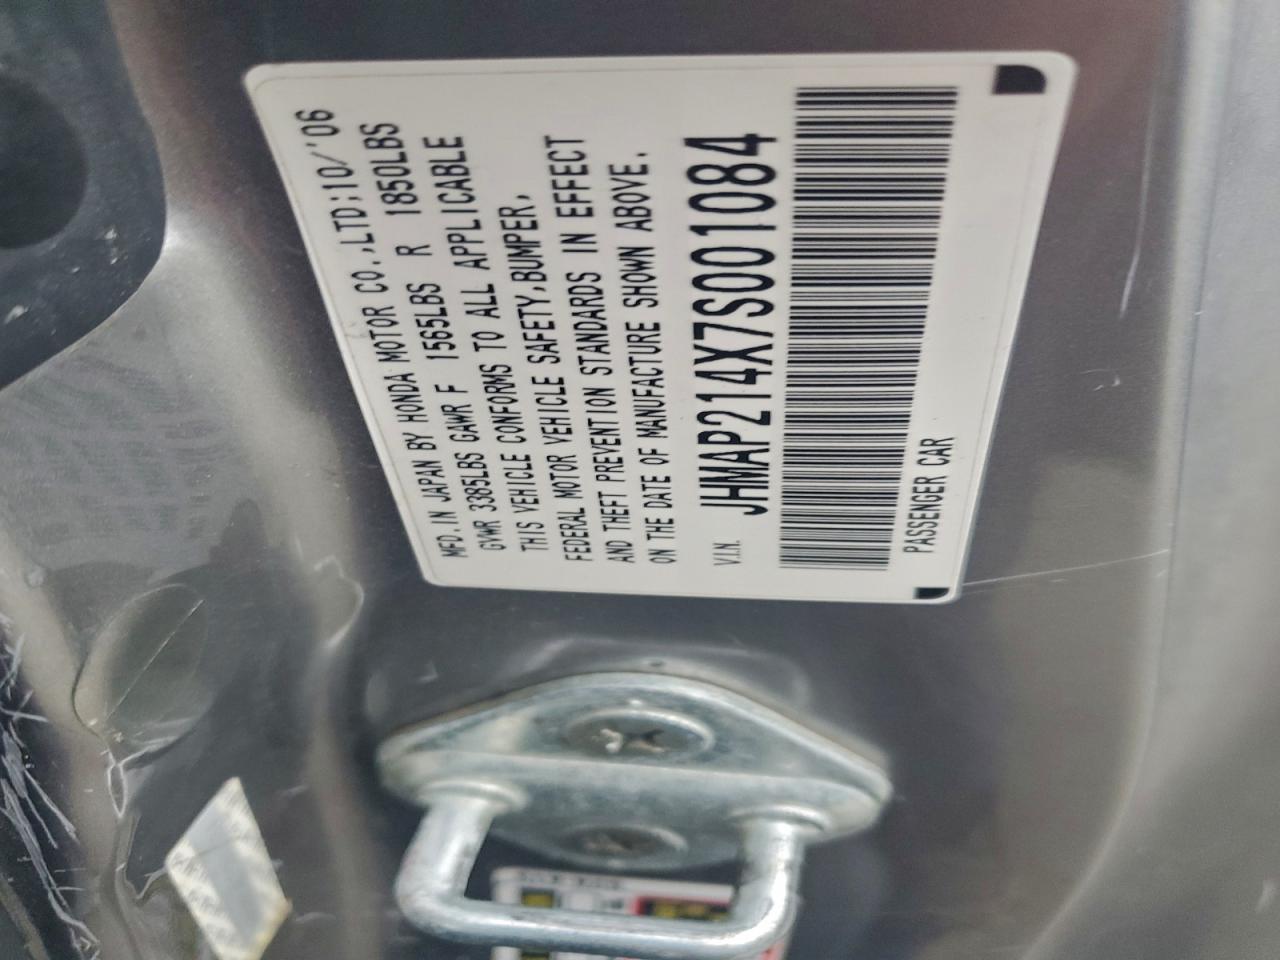 MFD. IN JAPAN BY HONDA MOTOR CO.,LTD;10/'06
GVWR 3385LBS GAWR F 1565LBS R 1850LBS
THIS VEHICLE CONFORMS TO ALL APPLICABLE
FEDERAL MOTOR VEHICLE SAFETY,BUMPER,
AND THEFT PREVENTION STANDARDS IN EFFECT
ON THE DATE OF MANUFACTURE SHOWN ABOVE.
V.I.N. JHMAP214X7S001084
PASSENGER CAR